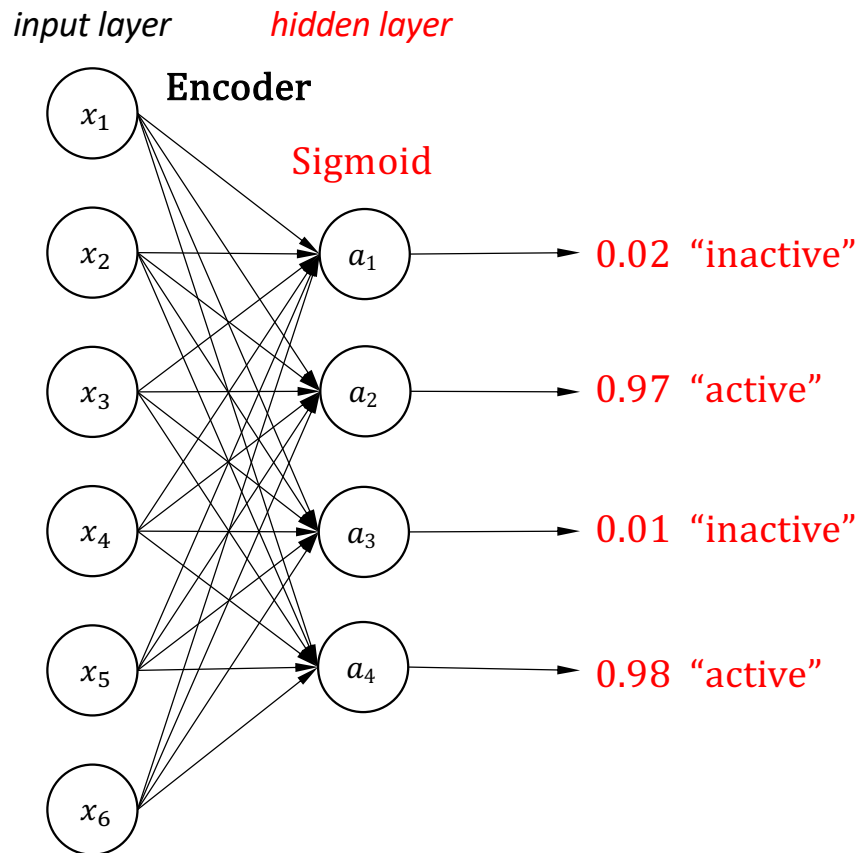 input layer hidden layer
Encoder
x₁
Sigmoid
x₂ a₁ 0.02 “inactive”
x₃ a₂ 0.97 “active”
x₄ a₃ 0.01 “inactive”
x₅ a₄ 0.98 “active”
x₆